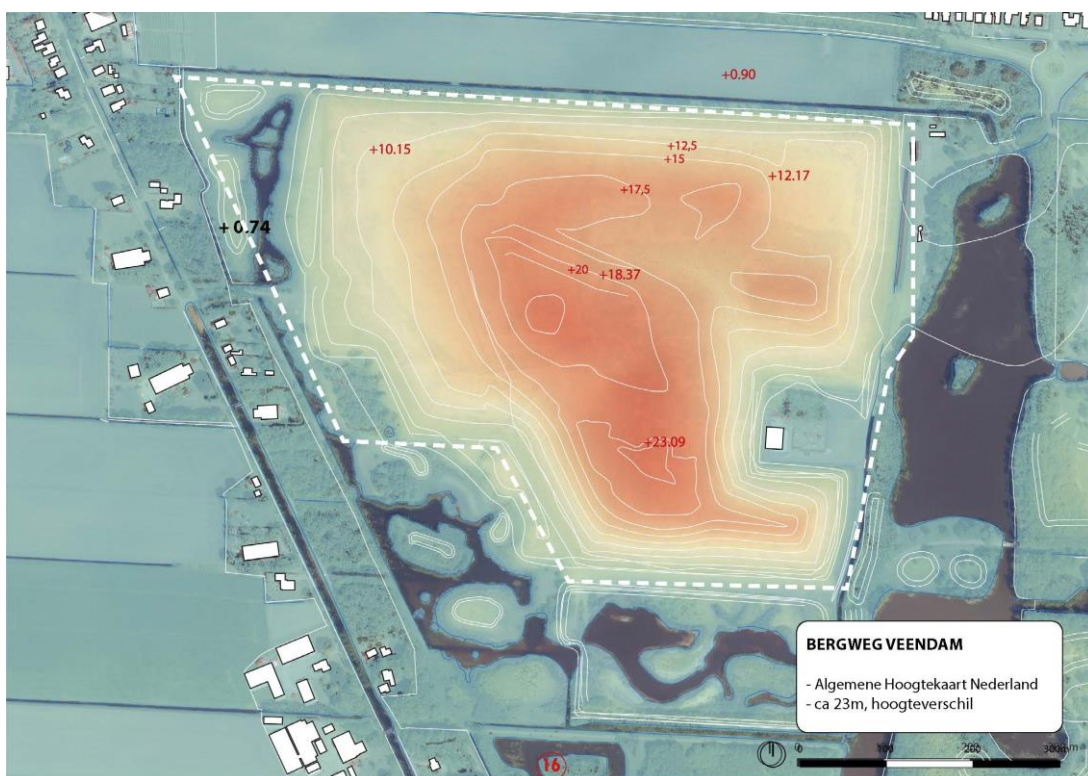 +0.90
+10.15
+12,5
+15
+12.17
+17,5
+ 0.74
+20
+18.37
+23.09
BERGWEG VEENDAM
- Algemene Hoogtekaart Nederland
- ca 23m, hoogteverschil
16
0 100 200 300m